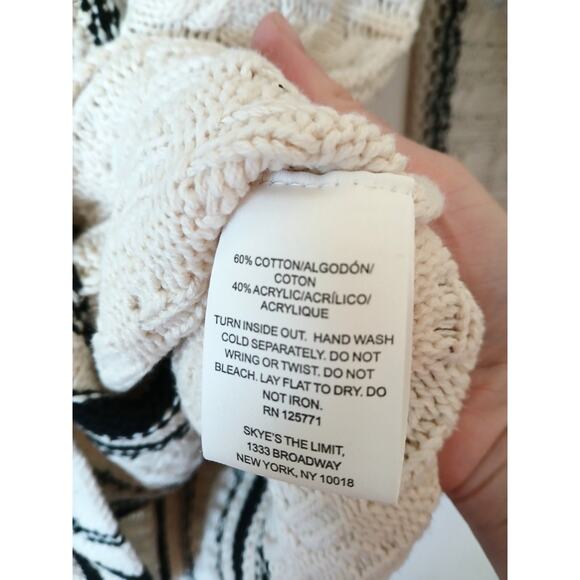 60% COTTON/ALGODÓN/
COTON
40% ACRYLIC/ACRÍLICO/
ACRYLIQUE
TURN INSIDE OUT. HAND WASH
COLD SEPARATELY. DO NOT
WRING OR TWIST. DO NOT
BLEACH. LAY FLAT TO DRY. DO
NOT IRON.
RN 125771
SKYE'S THE LIMIT,
1333 BROADWAY
NEW YORK, NY 10018